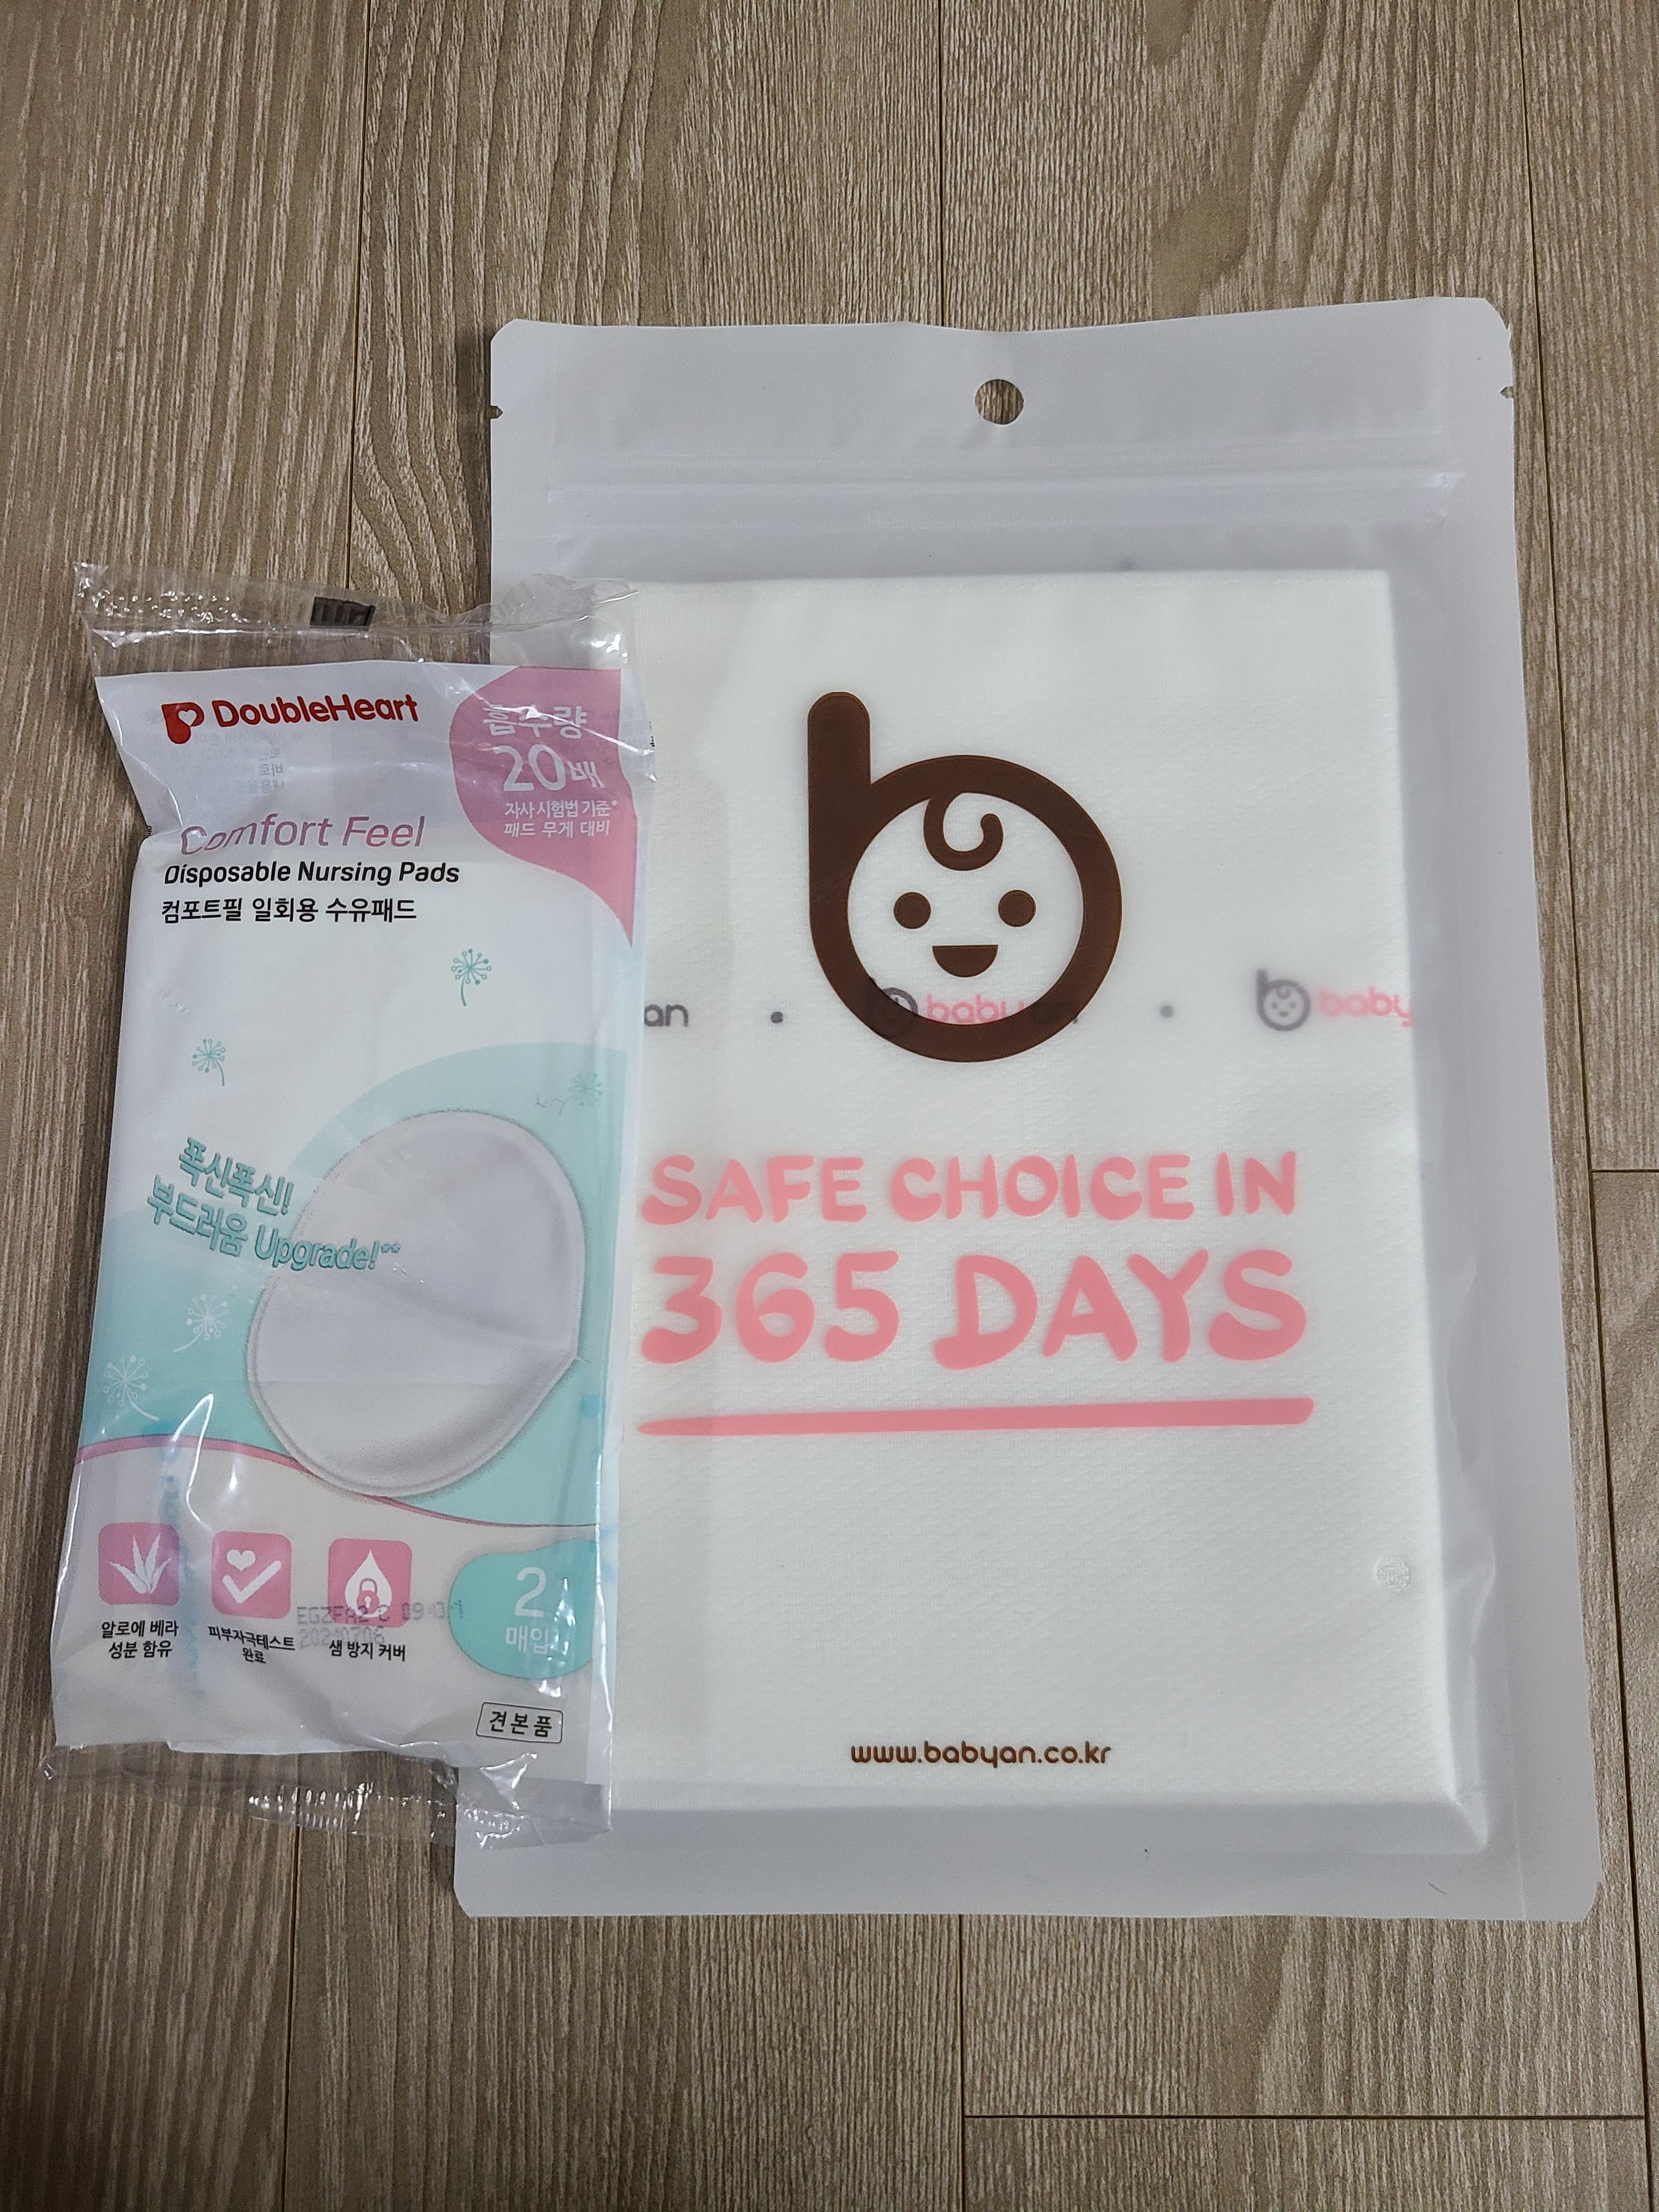 DoubleHeart
흡수량
20배
자사 시험법 기준*
패드 무게 대비
Comfort Feel
Disposable Nursing Pads
컴포트필 일회용 수유패드
폭신폭신!
부드러움 Upgrade!**
알로에 베라
성분 함유
피부자극테스트
완료
샘 방지 커버
2
매입
견본품
an • babyan • baby
SAFE CHOICE IN
365 DAYS
www.babyan.co.kr